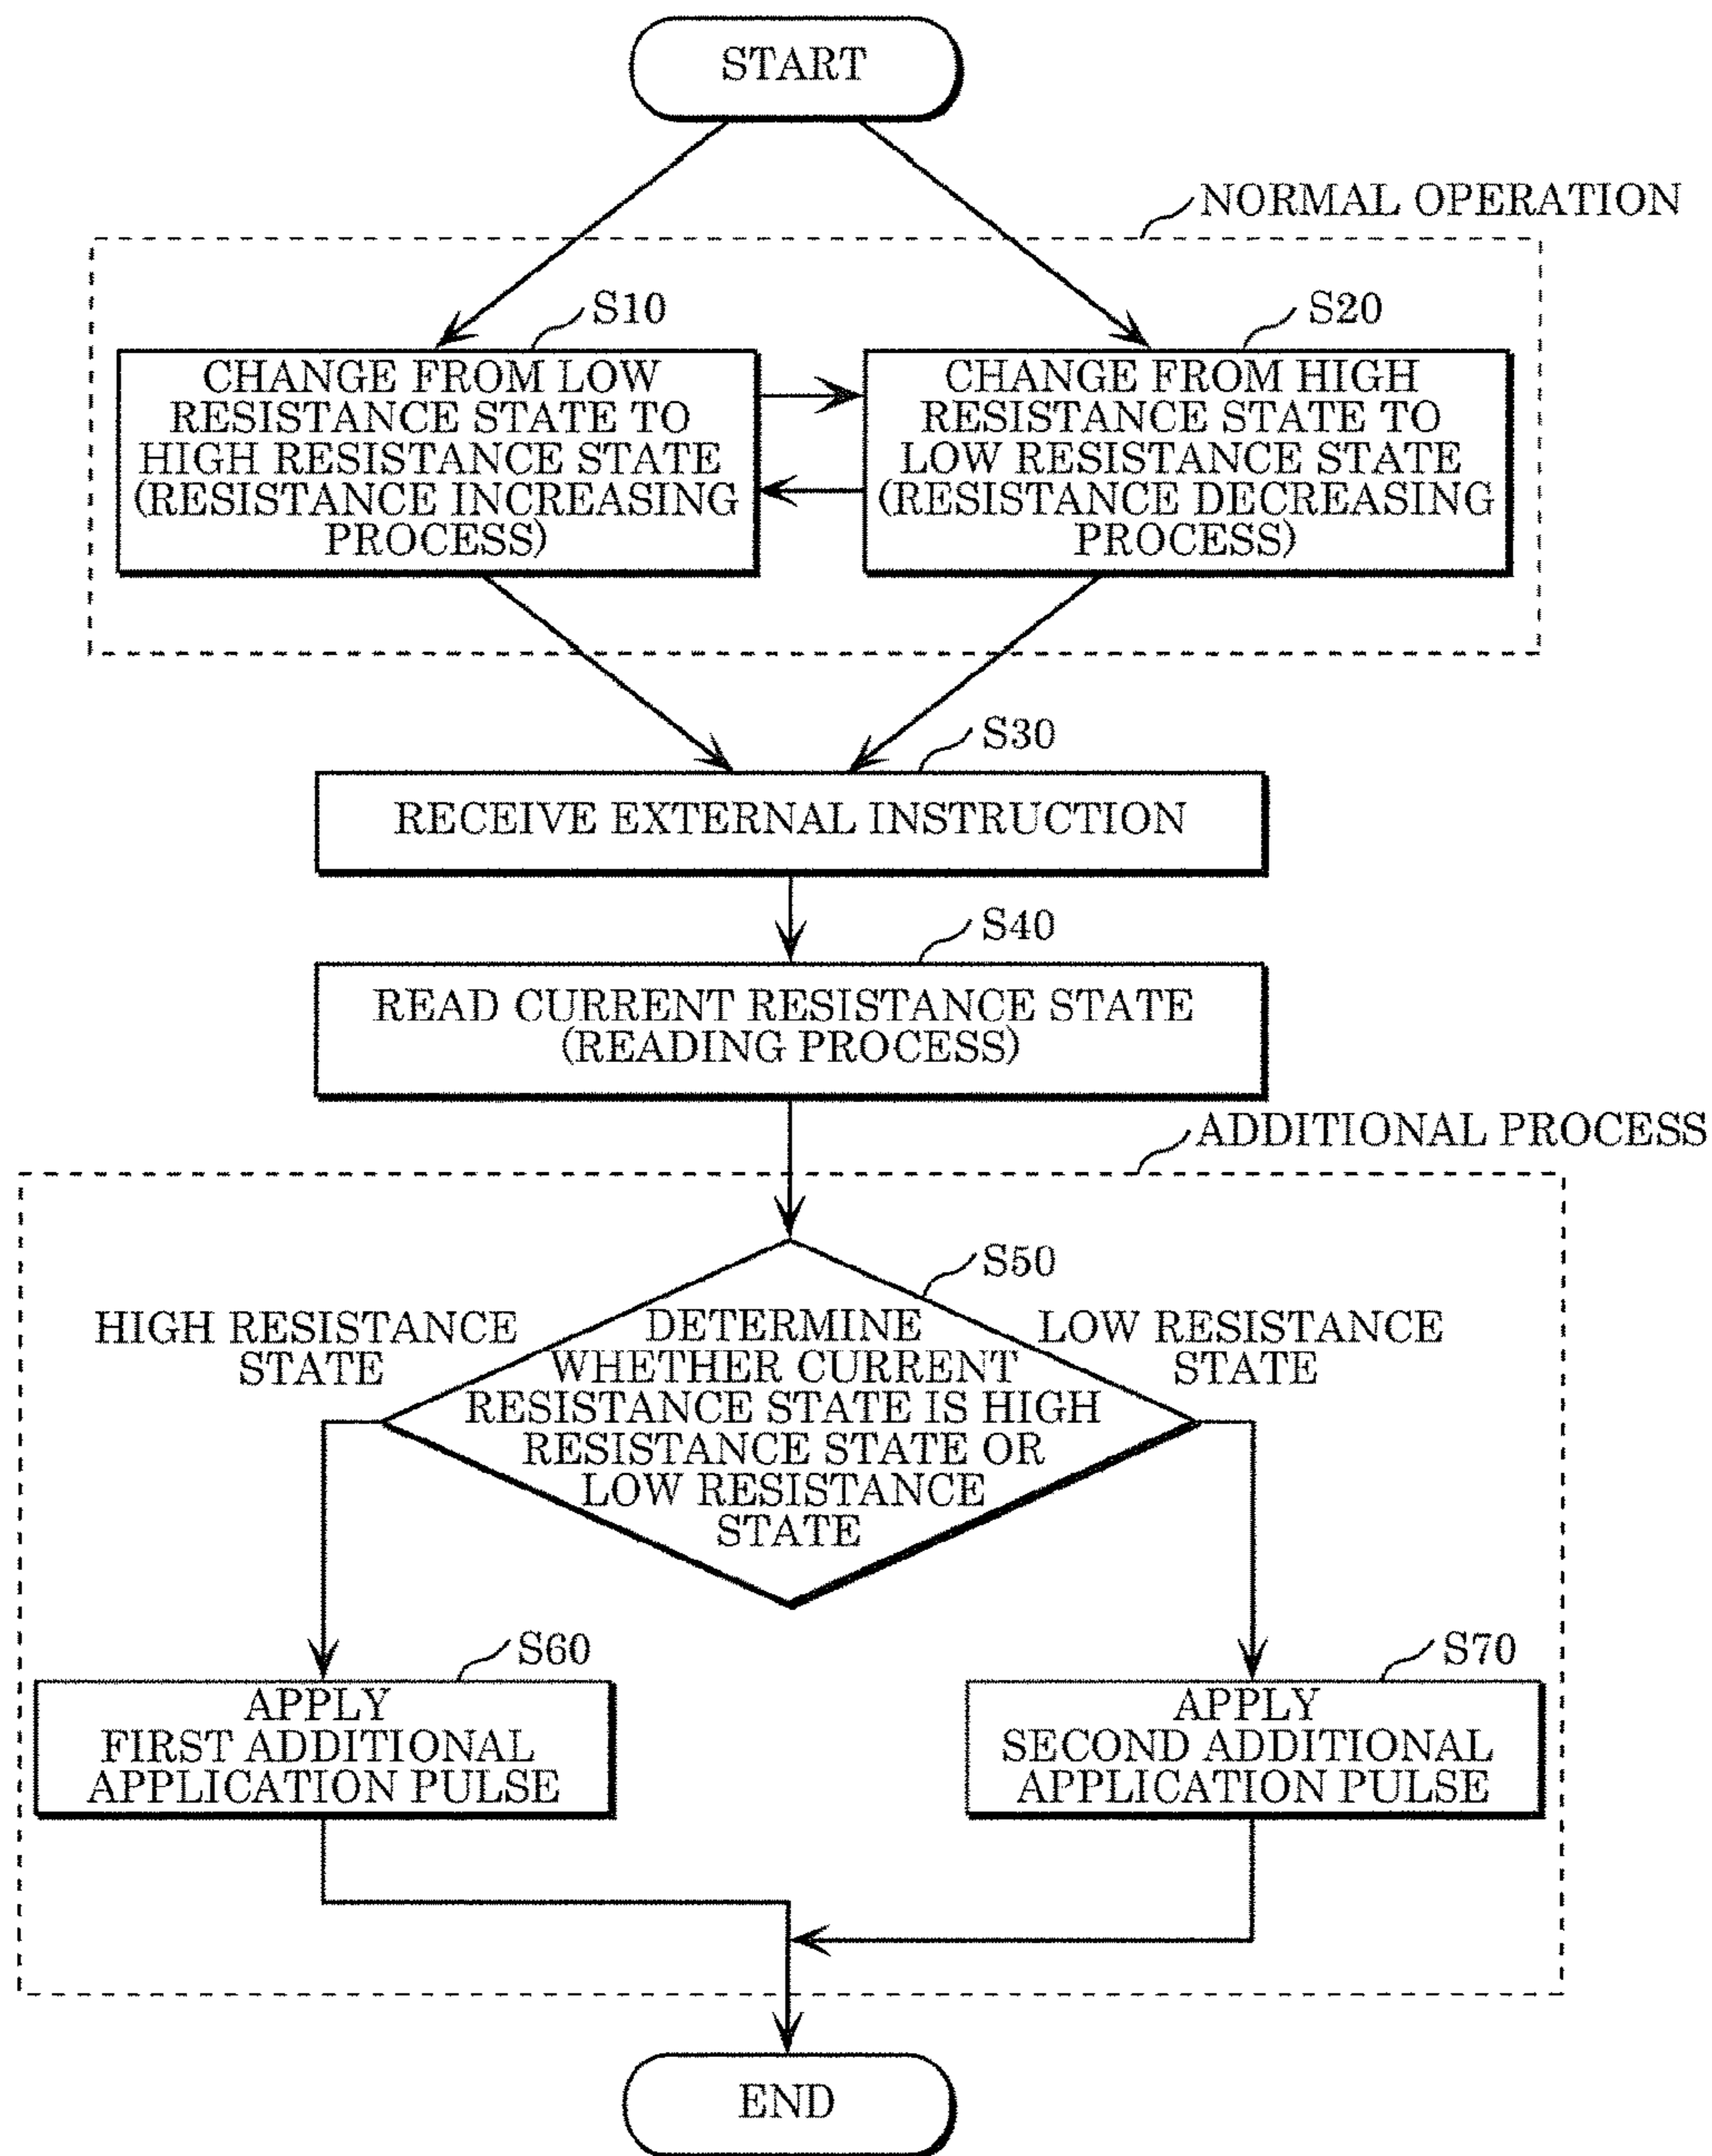 START
NORMAL OPERATION
S10
S20
CHANGE FROM LOW
RESISTANCE STATE TO
HIGH RESISTANCE STATE
(RESISTANCE INCREASING
PROCESS)
CHANGE FROM HIGH
RESISTANCE STATE TO
LOW RESISTANCE STATE
(RESISTANCE DECREASING
PROCESS)
S30
RECEIVE EXTERNAL INSTRUCTION
S40
READ CURRENT RESISTANCE STATE
(READING PROCESS)
ADDITIONAL PROCESS
S50
HIGH RESISTANCE
STATE
DETERMINE
WHETHER CURRENT
RESISTANCE STATE IS HIGH
RESISTANCE STATE OR
LOW RESISTANCE
STATE
LOW RESISTANCE
STATE
S60
APPLY
FIRST ADDITIONAL
APPLICATION PULSE
S70
APPLY
SECOND ADDITIONAL
APPLICATION PULSE
END